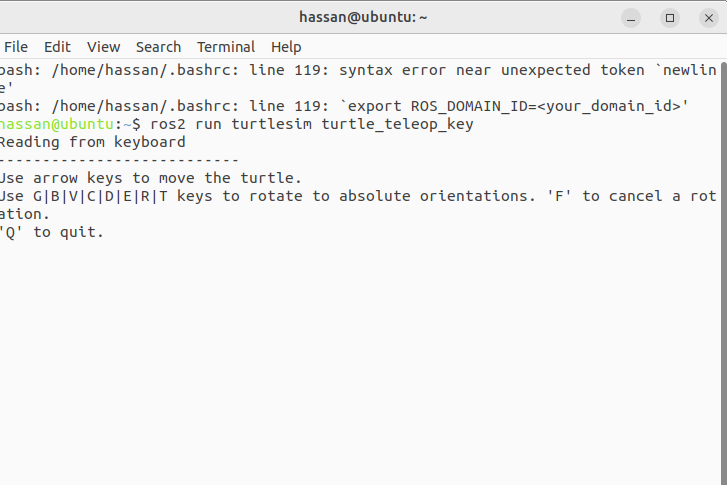 hassan@ubuntu: ~
File Edit View Search Terminal Help
bash: /home/hassan/.bashrc: line 119: syntax error near unexpected token `newlin
e'
bash: /home/hassan/.bashrc: line 119: `export ROS_DOMAIN_ID=<your_domain_id>'
hassan@ubuntu:~$ ros2 run turtlesim turtle_teleop_key
Reading from keyboard
---------------------------
Use arrow keys to move the turtle.
Use G|B|V|C|D|E|R|T keys to rotate to absolute orientations. 'F' to cancel a rot
ation.
'Q' to quit.